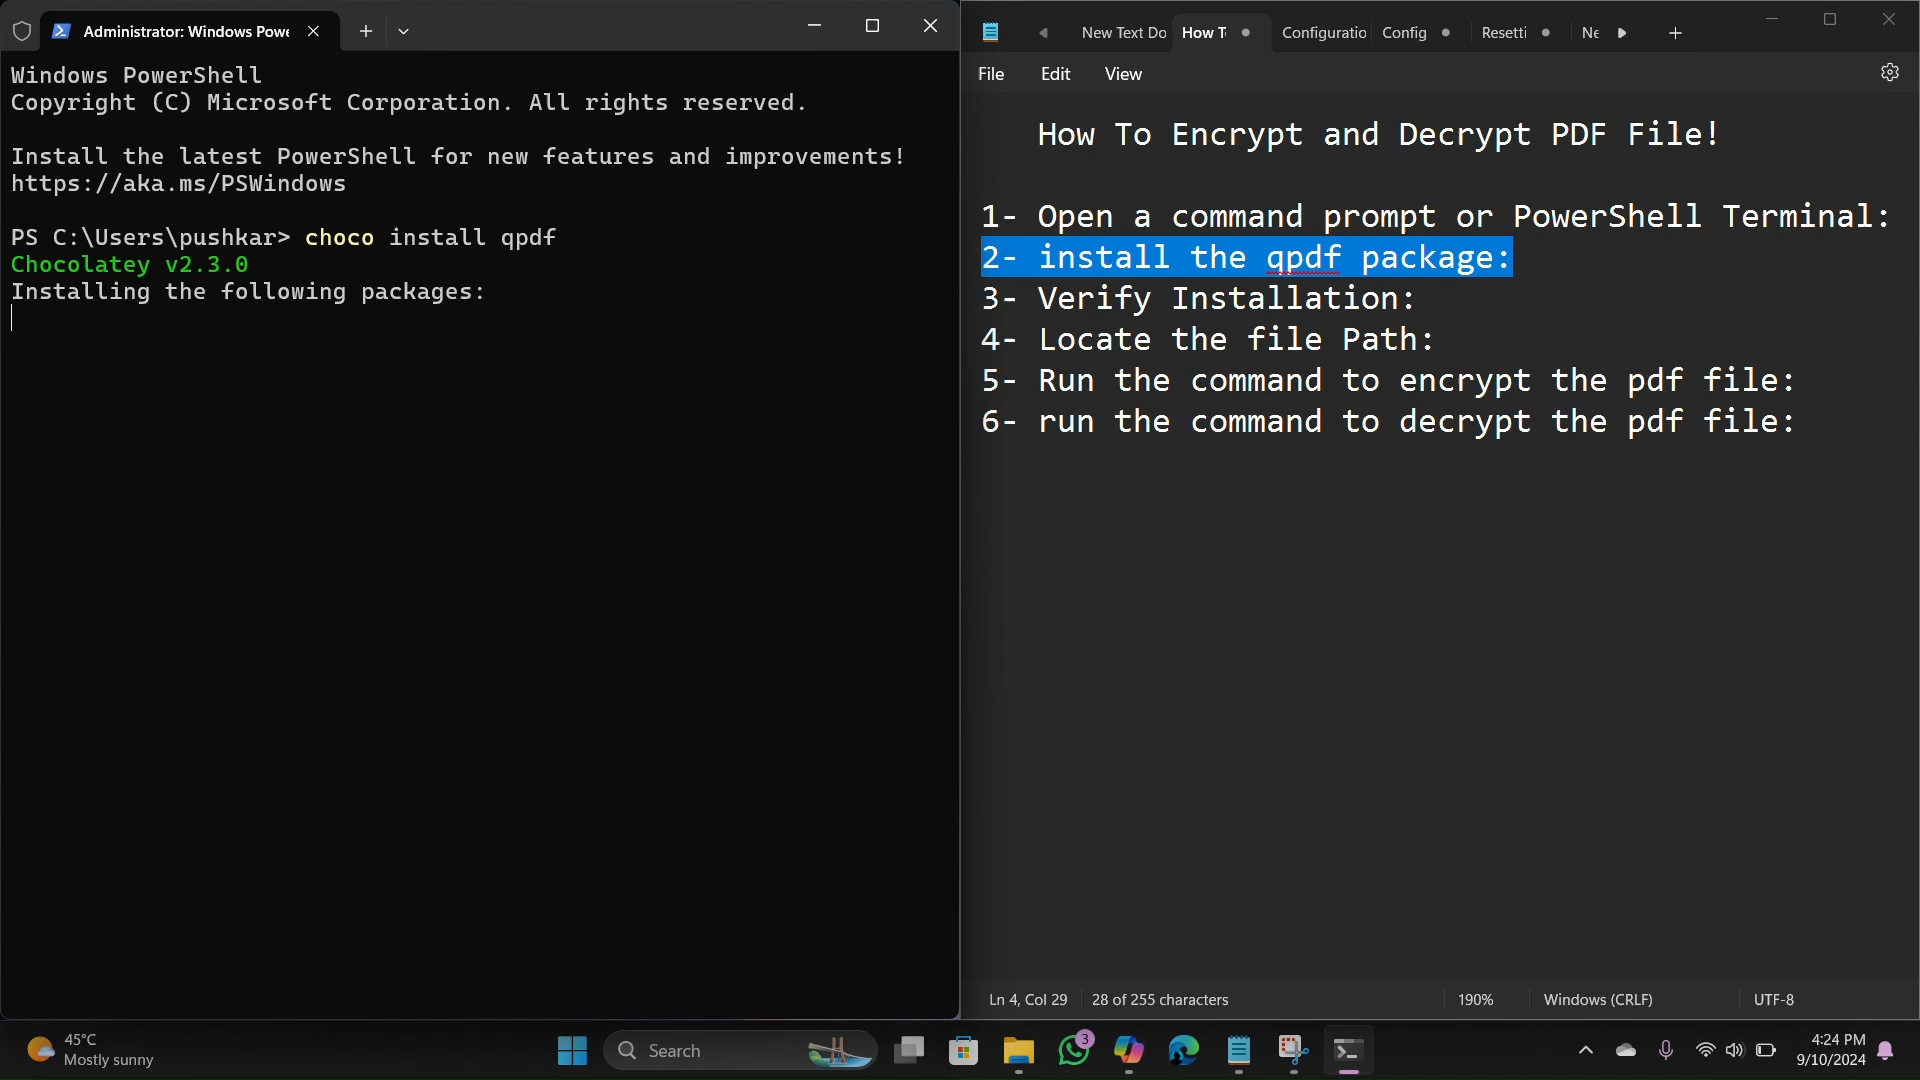 Administrator: Windows Powe
Windows PowerShell
Copyright (C) Microsoft Corporation. All rights reserved.
Install the latest PowerShell for new features and improvements!
https://aka.ms/PSWindows
PS C:\Users\pushkar> choco install qpdf
Chocolatey v2.3.0
Installing the following packages:
New Text Do How T Configuratio Config Resetti Ne
File Edit View
How To Encrypt and Decrypt PDF File!
1- Open a command prompt or PowerShell Terminal:
2- install the qpdf package:
3- Verify Installation:
4- Locate the file Path:
5- Run the command to encrypt the pdf file:
6- run the command to decrypt the pdf file:
Ln 4, Col 29 28 of 255 characters 190% Windows (CRLF) UTF-8
45°C
Mostly sunny
Search
3
4:24 PM
9/10/2024